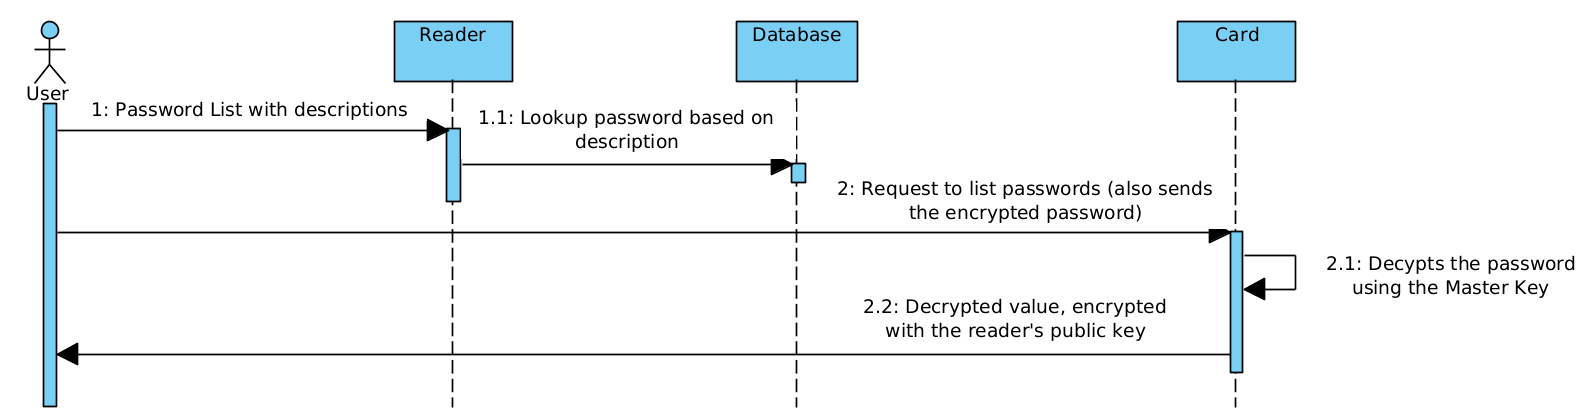 Reader
Database
Card
User
1: Password List with descriptions
1.1: Lookup password based on
description
2: Request to list passwords (also sends
the encrypted password)
2.1: Decypts the password
using the Master Key
2.2: Decrypted value, encrypted
with the reader's public key